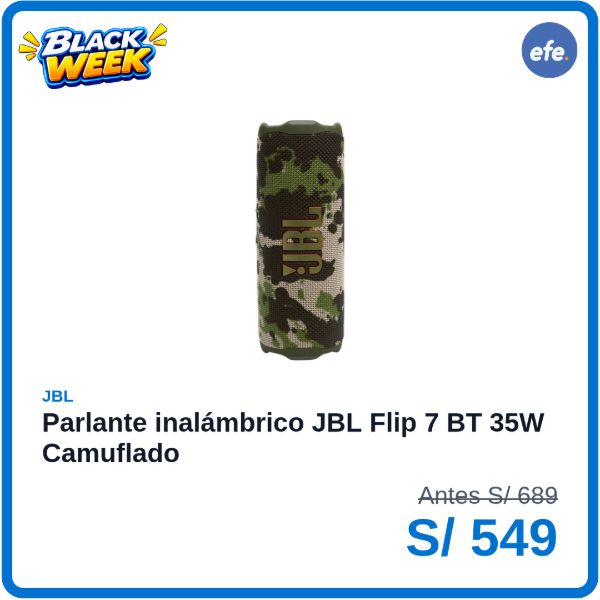 BLACK
WEEK
efe.
JBL
JBL
Parlante inalámbrico JBL Flip 7 BT 35W
Camuflado
Antes S/ 689
S/ 549